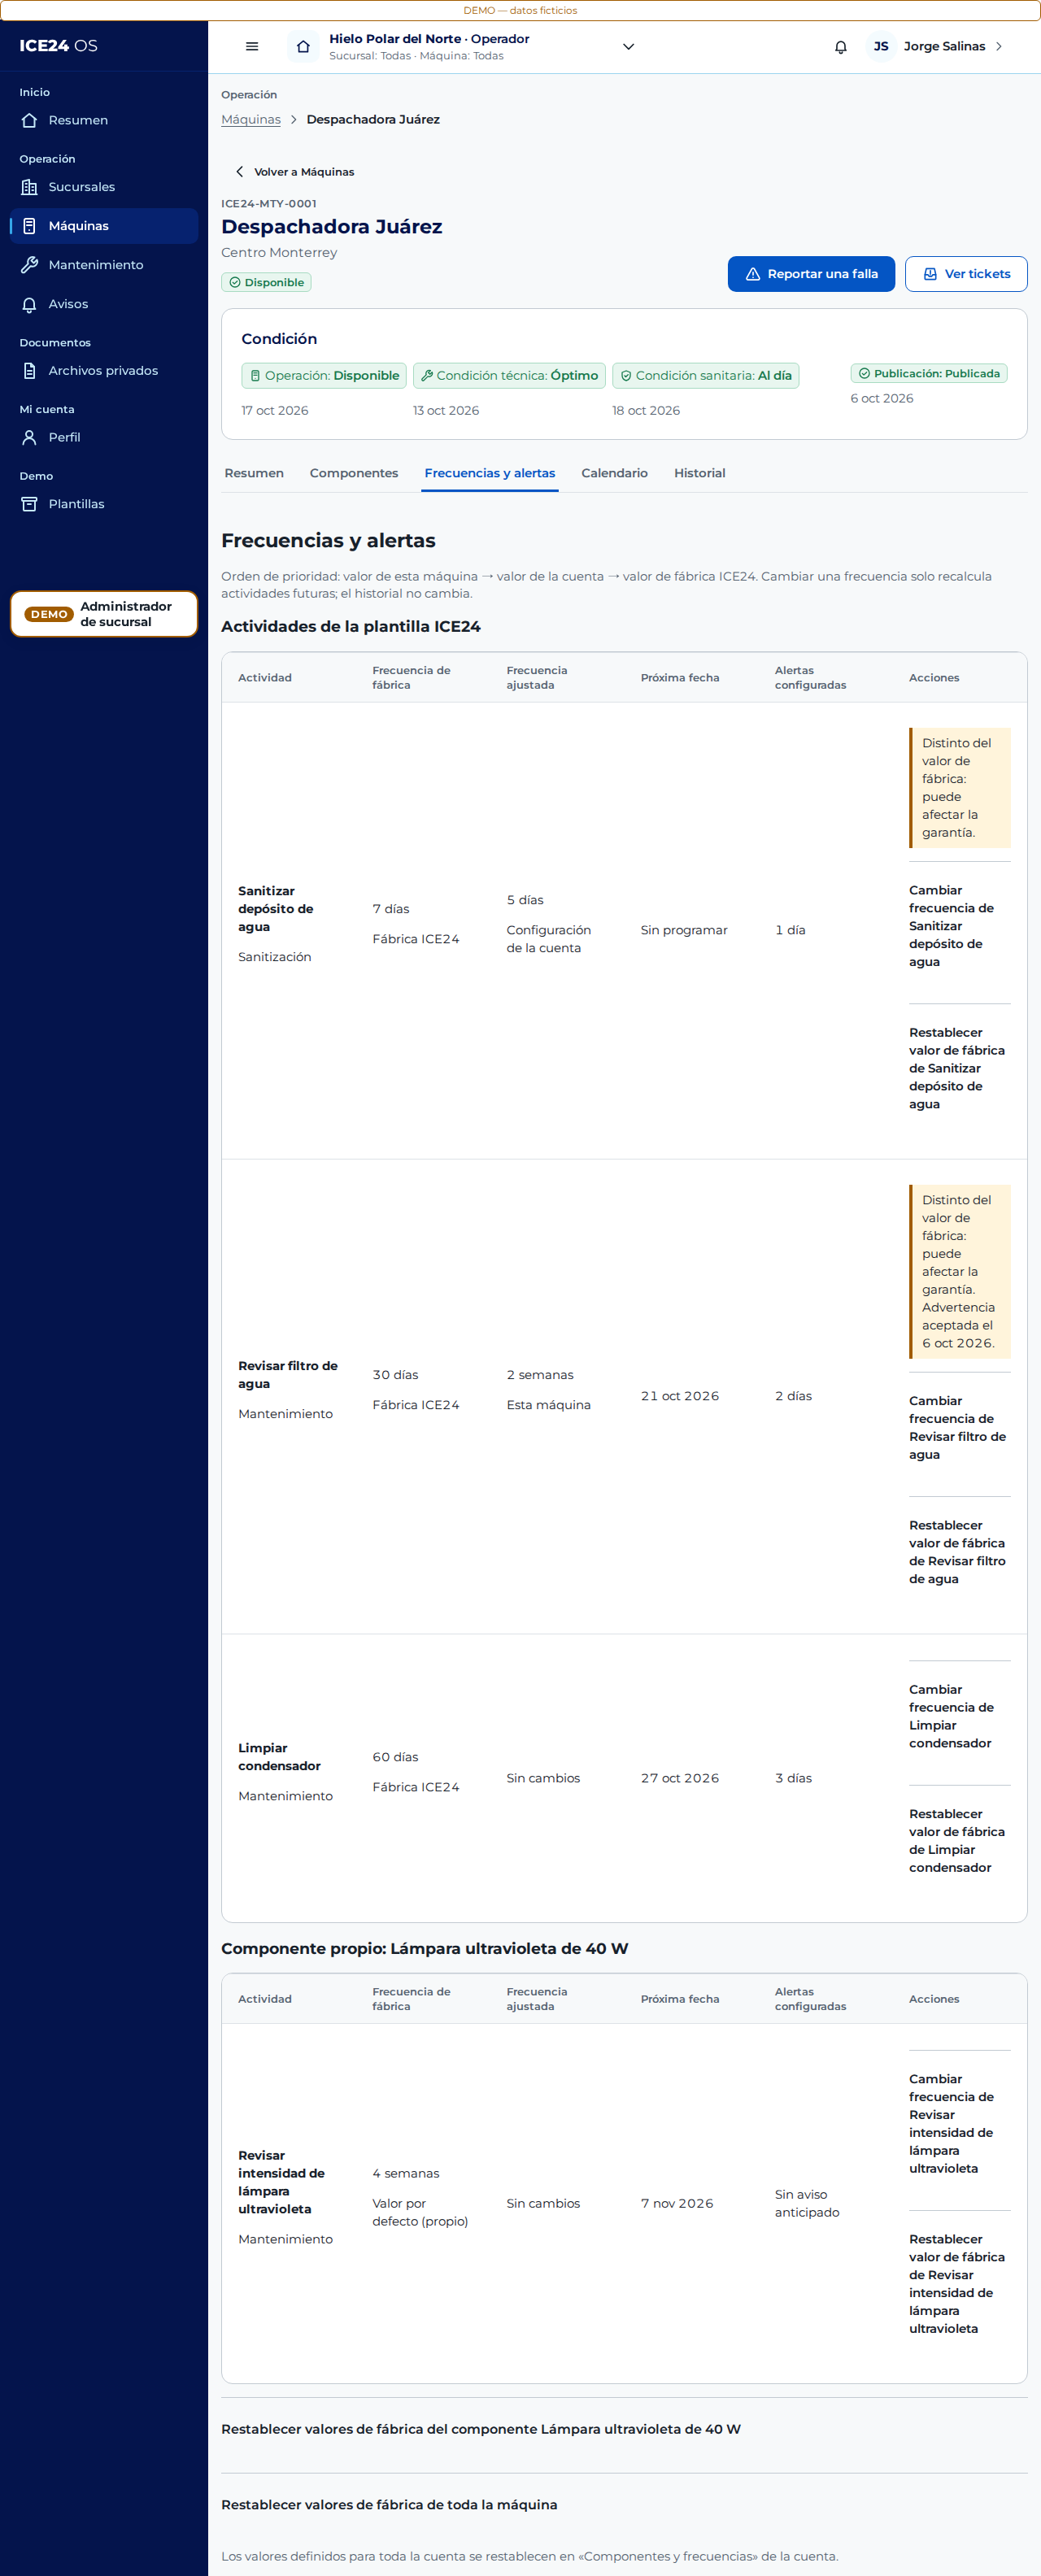 DEMO — datos ficticios
ICE24 OS
Inicio
Resumen
Operación
Sucursales
Máquinas
Mantenimiento
Avisos
Documentos
Archivos privados
Mi cuenta
Perfil
Demo
Plantillas
DEMO
Administrador
de sucursal
Hielo Polar del Norte · Operador
Sucursal: Todas · Máquina: Todas
JS
Jorge Salinas
Operación
Máquinas
Despachadora Juárez
Volver a Máquinas
ICE24-MTY-0001
Despachadora Juárez
Centro Monterrey
Disponible
Reportar una falla
Ver tickets
Condición
Operación: Disponible
17 oct 2026
Condición técnica: Óptimo
13 oct 2026
Condición sanitaria: Al día
18 oct 2026
Publicación: Publicada
6 oct 2026
Resumen
Componentes
Frecuencias y alertas
Calendario
Historial
Frecuencias y alertas
Orden de prioridad: valor de esta máquina → valor de la cuenta → valor de fábrica ICE24. Cambiar una frecuencia solo recalcula
actividades futuras; el historial no cambia.
Actividades de la plantilla ICE24
Actividad
Frecuencia de
fábrica
Frecuencia
ajustada
Próxima fecha
Alertas
configuradas
Acciones
Sanitizar
depósito de
agua
Sanitización
7 días
Fábrica ICE24
5 días
Configuración
de la cuenta
Sin programar
1 día
Distinto del
valor de
fábrica:
puede
afectar la
garantía.
Cambiar
frecuencia de
Sanitizar
depósito de
agua
Restablecer
valor de fábrica
de Sanitizar
depósito de
agua
Revisar filtro de
agua
Mantenimiento
30 días
Fábrica ICE24
2 semanas
Esta máquina
21 oct 2026
2 días
Distinto del
valor de
fábrica:
puede
afectar la
garantía.
Advertencia
aceptada el
6 oct 2026.
Cambiar
frecuencia de
Revisar filtro de
agua
Restablecer
valor de fábrica
de Revisar filtro
de agua
Limpiar
condensador
Mantenimiento
60 días
Fábrica ICE24
Sin cambios
27 oct 2026
3 días
Cambiar
frecuencia de
Limpiar
condensador
Restablecer
valor de fábrica
de Limpiar
condensador
Componente propio: Lámpara ultravioleta de 40 W
Actividad
Frecuencia de
fábrica
Frecuencia
ajustada
Próxima fecha
Alertas
configuradas
Acciones
Revisar
intensidad de
lámpara
ultravioleta
Mantenimiento
4 semanas
Valor por
defecto (propio)
Sin cambios
7 nov 2026
Sin aviso
anticipado
Cambiar
frecuencia de
Revisar
intensidad de
lámpara
ultravioleta
Restablecer
valor de fábrica
de Revisar
intensidad de
lámpara
ultravioleta
Restablecer valores de fábrica del componente Lámpara ultravioleta de 40 W
Restablecer valores de fábrica de toda la máquina
Los valores definidos para toda la cuenta se restablecen en «Componentes y frecuencias» de la cuenta.